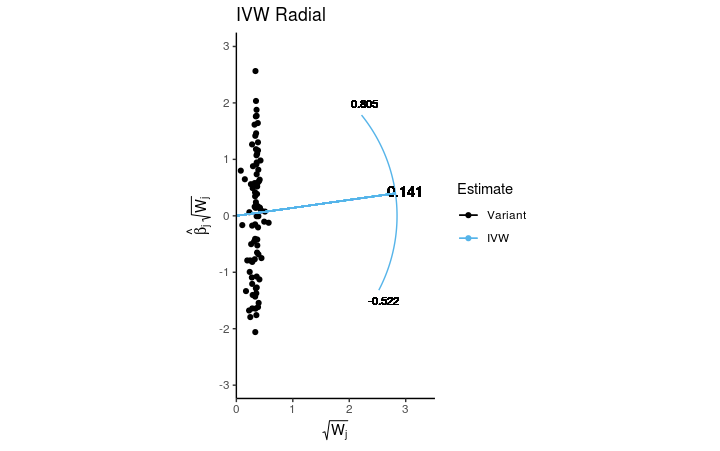 IVW Radial
3
2
1
0
-1
-2
-3
β̂j√Wj
0.805
0.141
-0.522
0 1 2 3
√Wj
Estimate
Variant
IVW